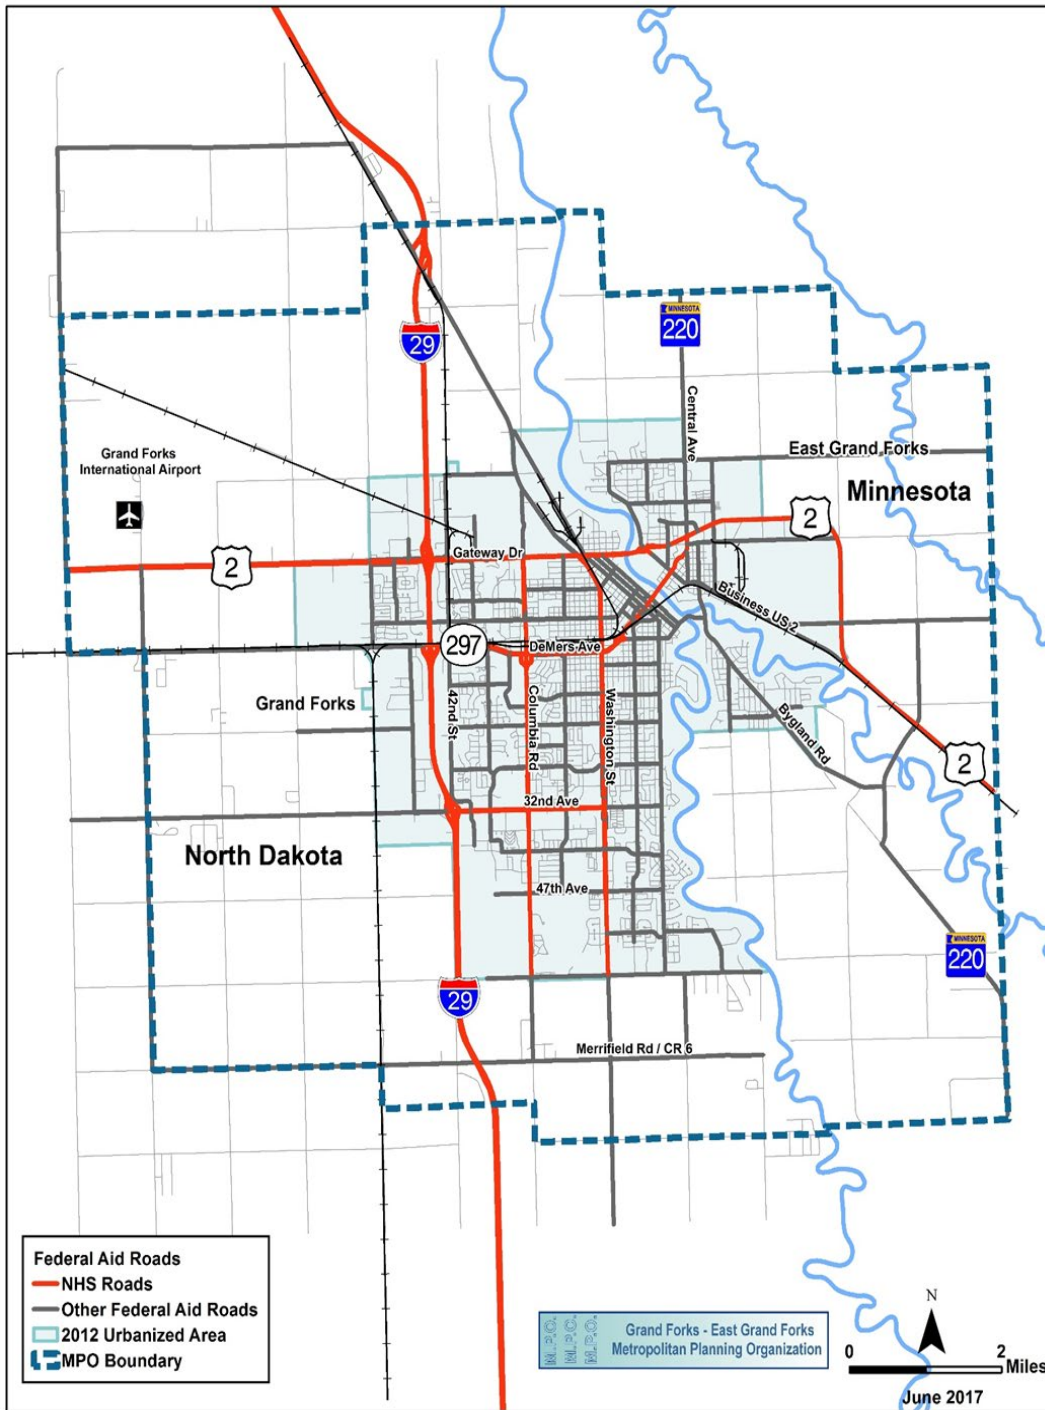 MINNESOTA
220
29
Central Ave
East Grand Forks
Grand Forks
International Airport
Minnesota
2
2
Gateway Dr
Business US 2
297
DeMers Ave
Grand Forks
42nd St
Columbia Rd
Washington St
Bygland Rd
2
32nd Ave
North Dakota
47th Ave
MINNESOTA
220
29
Merrifield Rd / CR 6
Federal Aid Roads
NHS Roads
Other Federal Aid Roads
2012 Urbanized Area
MPO Boundary
M.P.O.
M.P.O.
M.P.O.
Grand Forks - East Grand Forks
Metropolitan Planning Organization
N
0 2
Miles
June 2017